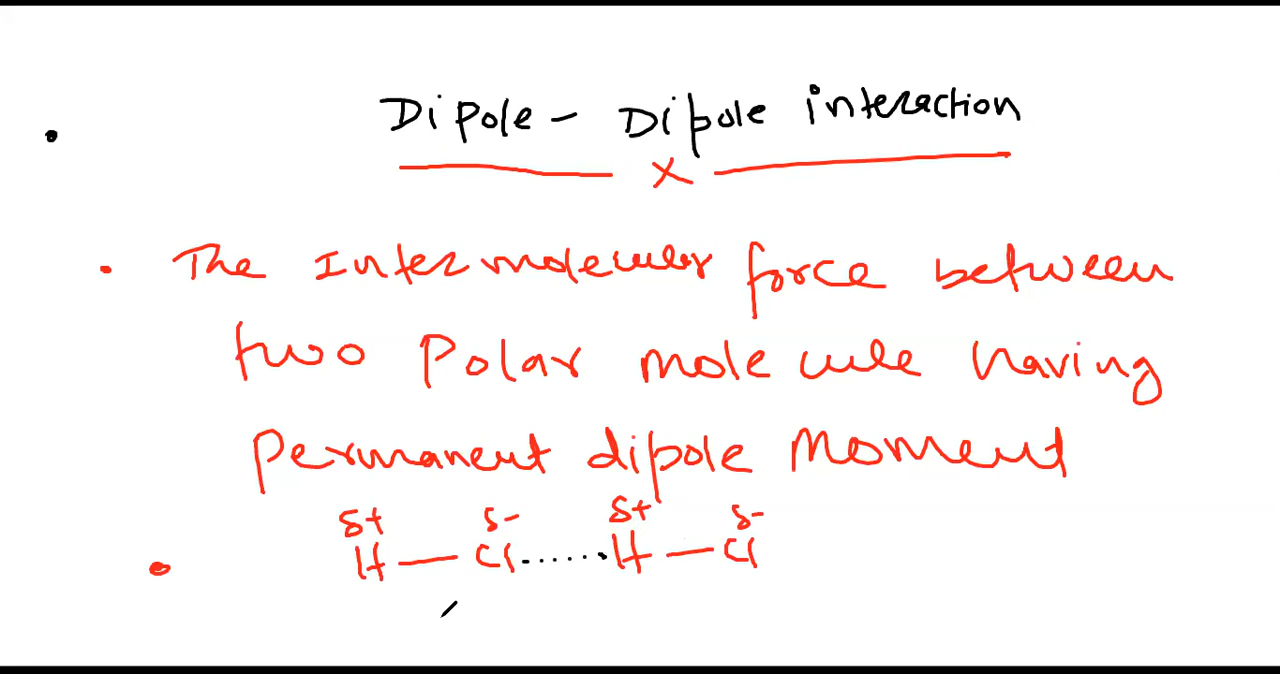 Dipole - Dipole interaction
x
• The Intermolecular force between
two Polar molecule having
permanent dipole Moment
δ+ δ- δ+ δ-
• H — Cl ...... H — Cl